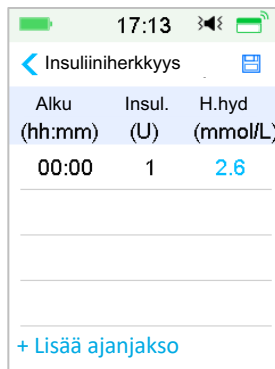 17:13
Insuliiniherkkyys
Alku Insul. H.hyd
(hh:mm) (U) (mmol/L)
00:00 1 2.6
+ Lisää ajanjakso